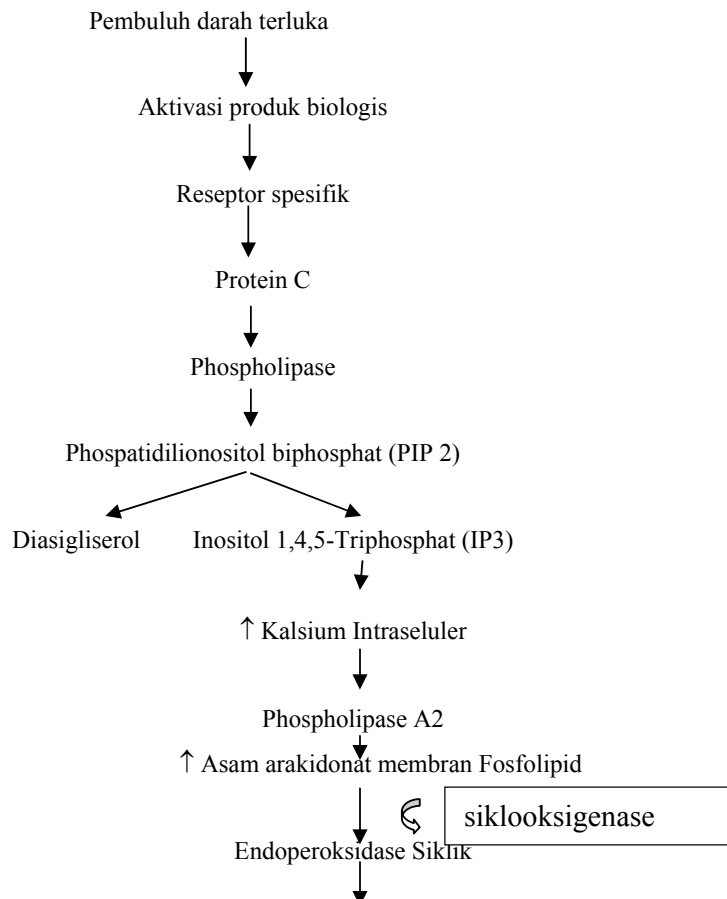 Pembuluh darah terluka
Aktivasi produk biologis
Reseptor spesifik
Protein C
Phospholipase
Phospatidilionositol biphosphat (PIP 2)
Diasigliserol Inositol 1,4,5-Triphosphat (IP3)
↑ Kalsium Intraseluler
Phospholipase A2
↑ Asam arakidonat membran Fosfolipid
siklooksigenase
Endoperoksidase Siklik